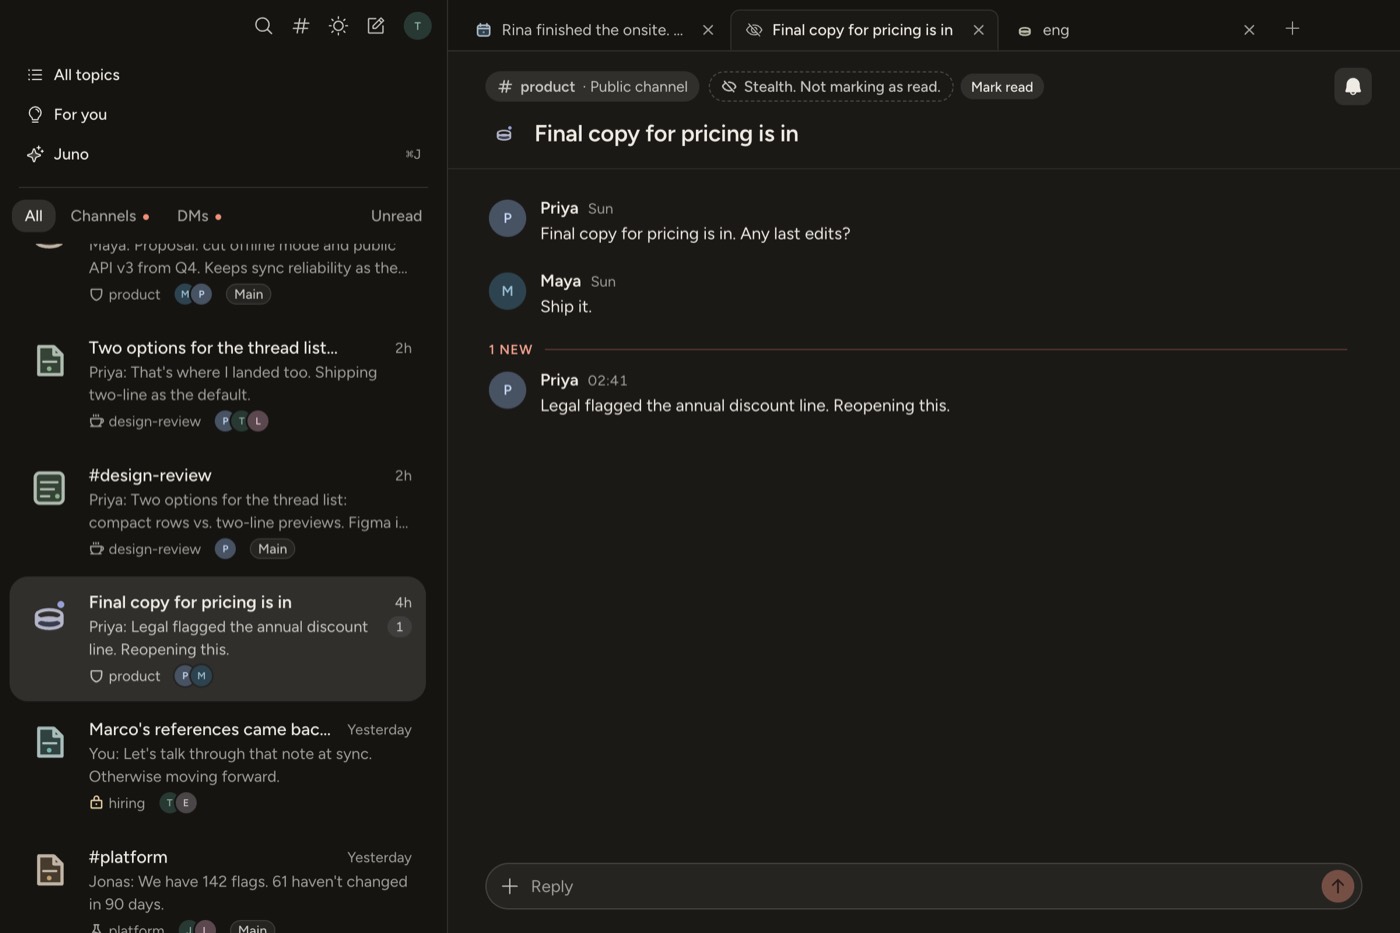 T
All topics
For you
Juno ⌘J
All Channels DMs Unread
Maya: Proposal: cut offline mode and public
API v3 from Q4. Keeps sync reliability as the...
product M P Main
Two options for the thread list... 2h
Priya: That's where I landed too. Shipping
two-line as the default.
design-review P T L
#design-review 2h
Priya: Two options for the thread list:
compact rows vs. two-line previews. Figma i...
design-review P Main
Final copy for pricing is in 4h
Priya: Legal flagged the annual discount 1
line. Reopening this.
product P M
Marco's references came bac... Yesterday
You: Let's talk through that note at sync.
Otherwise moving forward.
hiring T E
#platform Yesterday
Jonas: We have 142 flags. 61 haven't changed
in 90 days.
platform J L Main
Rina finished the onsite. ... Final copy for pricing is in eng
# product · Public channel Stealth. Not marking as read. Mark read
Final copy for pricing is in
P Priya Sun
Final copy for pricing is in. Any last edits?
M Maya Sun
Ship it.
1 NEW
P Priya 02:41
Legal flagged the annual discount line. Reopening this.
Reply